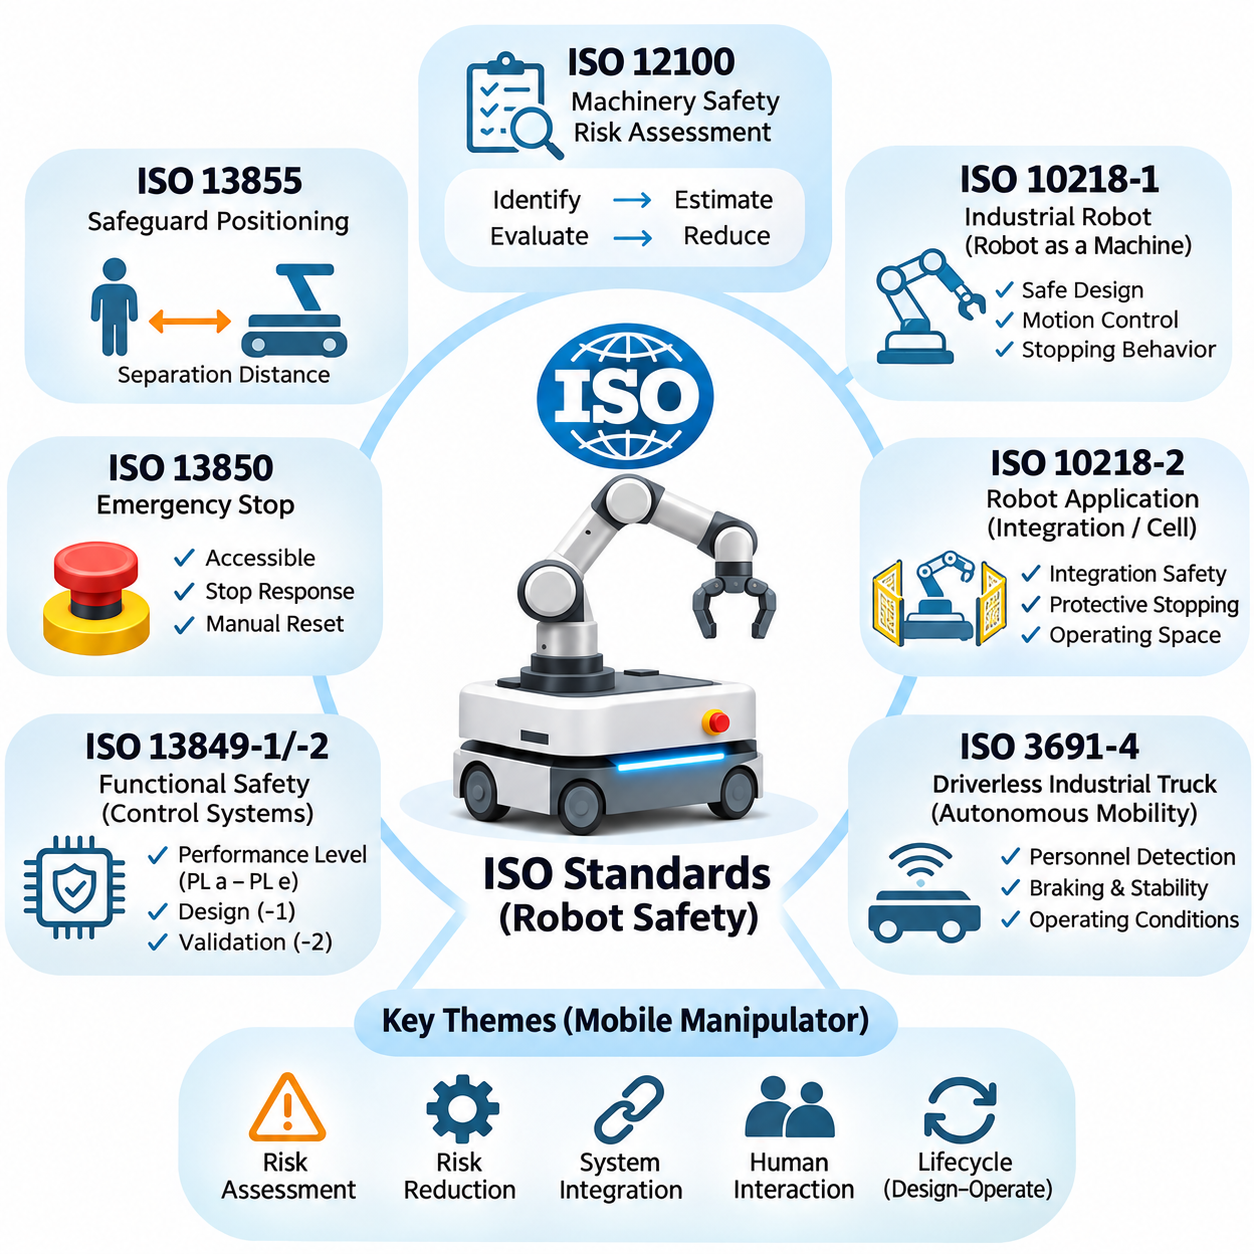 ISO 12100
Machinery Safety
Risk Assessment
Identify → Estimate
Evaluate → Reduce
ISO 13855
Safeguard Positioning
Separation Distance
ISO 10218-1
Industrial Robot
(Robot as a Machine)
✓ Safe Design
✓ Motion Control
✓ Stopping Behavior
ISO
ISO 13850
Emergency Stop
✓ Accessible
✓ Stop Response
✓ Manual Reset
ISO 10218-2
Robot Application
(Integration / Cell)
✓ Integration Safety
✓ Protective Stopping
✓ Operating Space
ISO 13849-1/-2
Functional Safety
(Control Systems)
✓ Performance Level
(PL a – PL e)
✓ Design (-1)
✓ Validation (-2)
ISO 3691-4
Driverless Industrial Truck
(Autonomous Mobility)
✓ Personnel Detection
✓ Braking & Stability
✓ Operating Conditions
ISO Standards
(Robot Safety)
Key Themes (Mobile Manipulator)
Risk
Assessment
Risk
Reduction
System
Integration
Human
Interaction
Lifecycle
(Design–Operate)